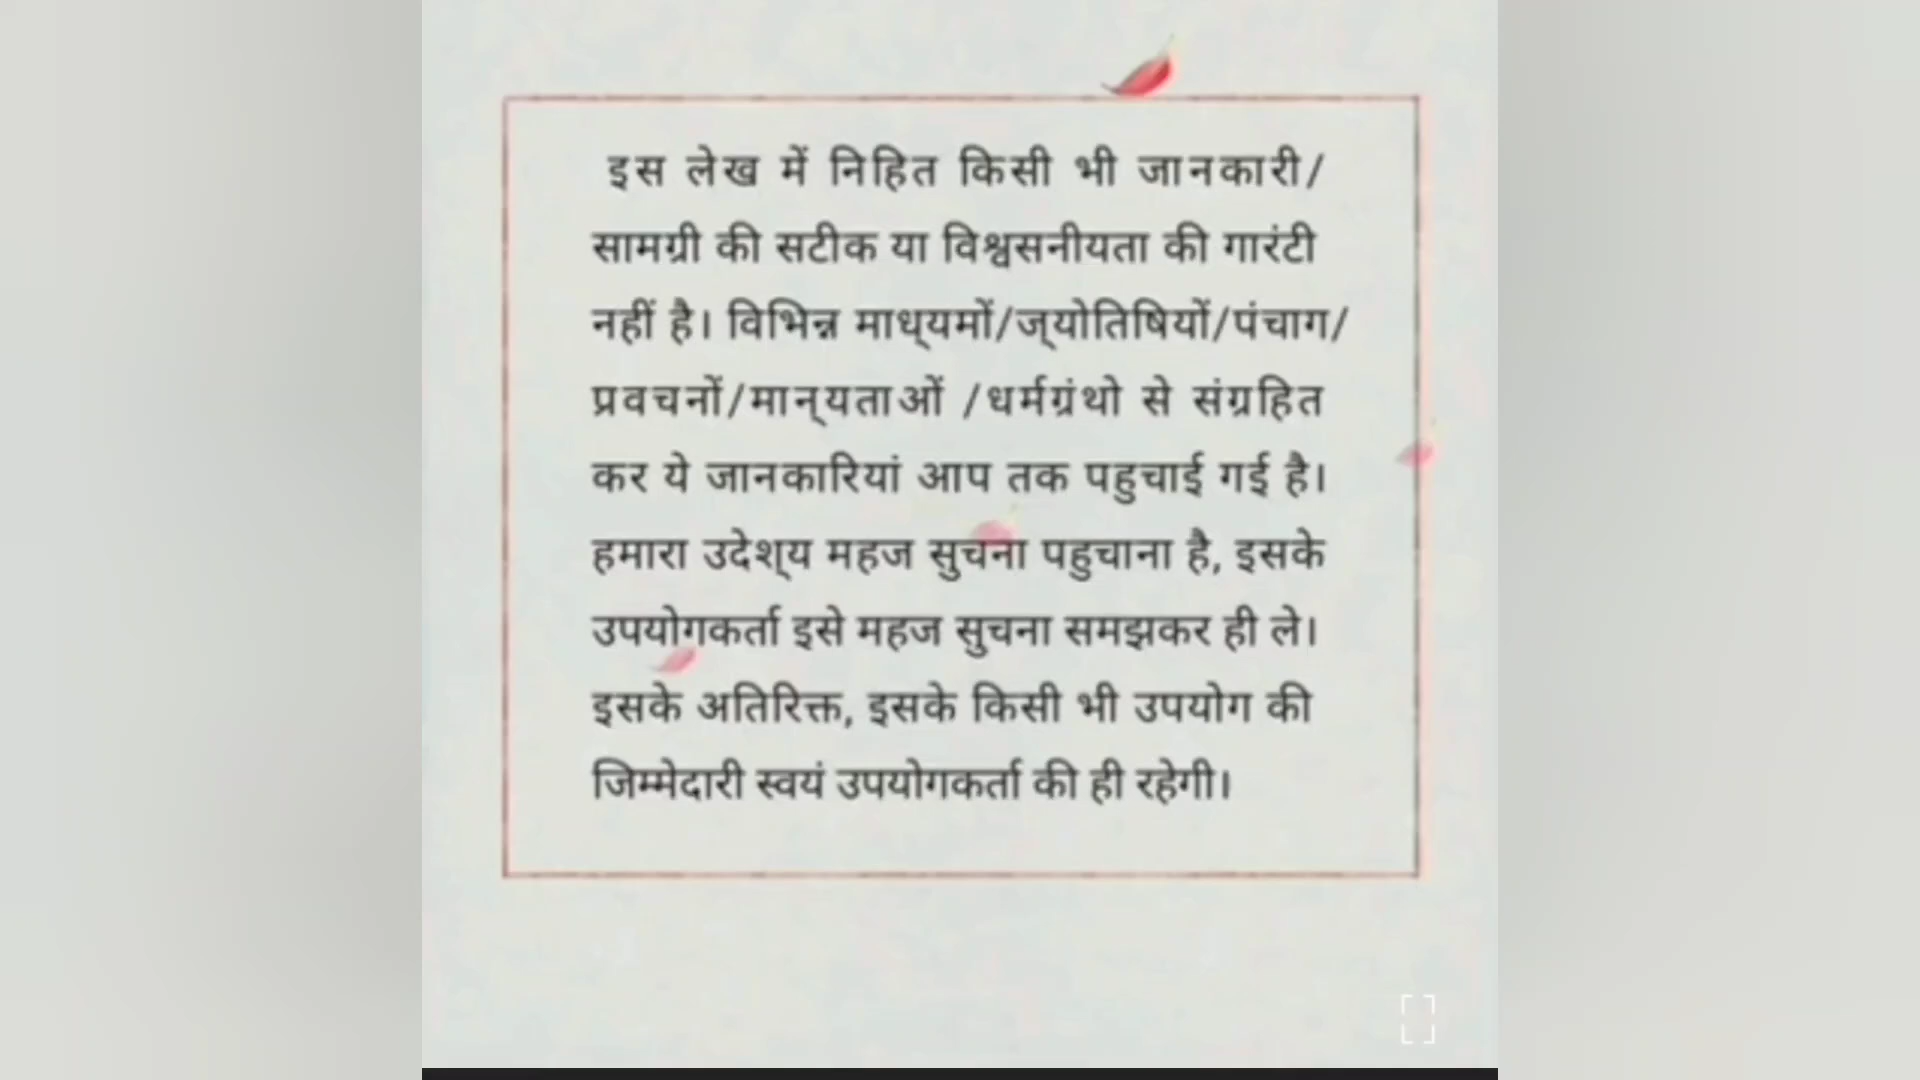 इस लेख में निहित किसी भी जानकारी/
सामग्री की सटीक या विश्वसनीयता की गारंटी
नहीं है। विभिन्न माध्‌यमों/ज्‌योतिषियों/पंचाग/
प्रवचनों/मान्‌यताओं /धर्मग्रंथो से संग्रहित
कर ये जानकारियां आप तक पहुचाई गई है।
हमारा उदेश्‌य महज सुचना पहुचाना है, इसके
उपयोगकर्ता इसे महज सुचना समझकर ही ले।
इसके अतिरिक्त, इसके किसी भी उपयोग की
जिम्मेदारी स्वयं उपयोगकर्ता की ही रहेगी।